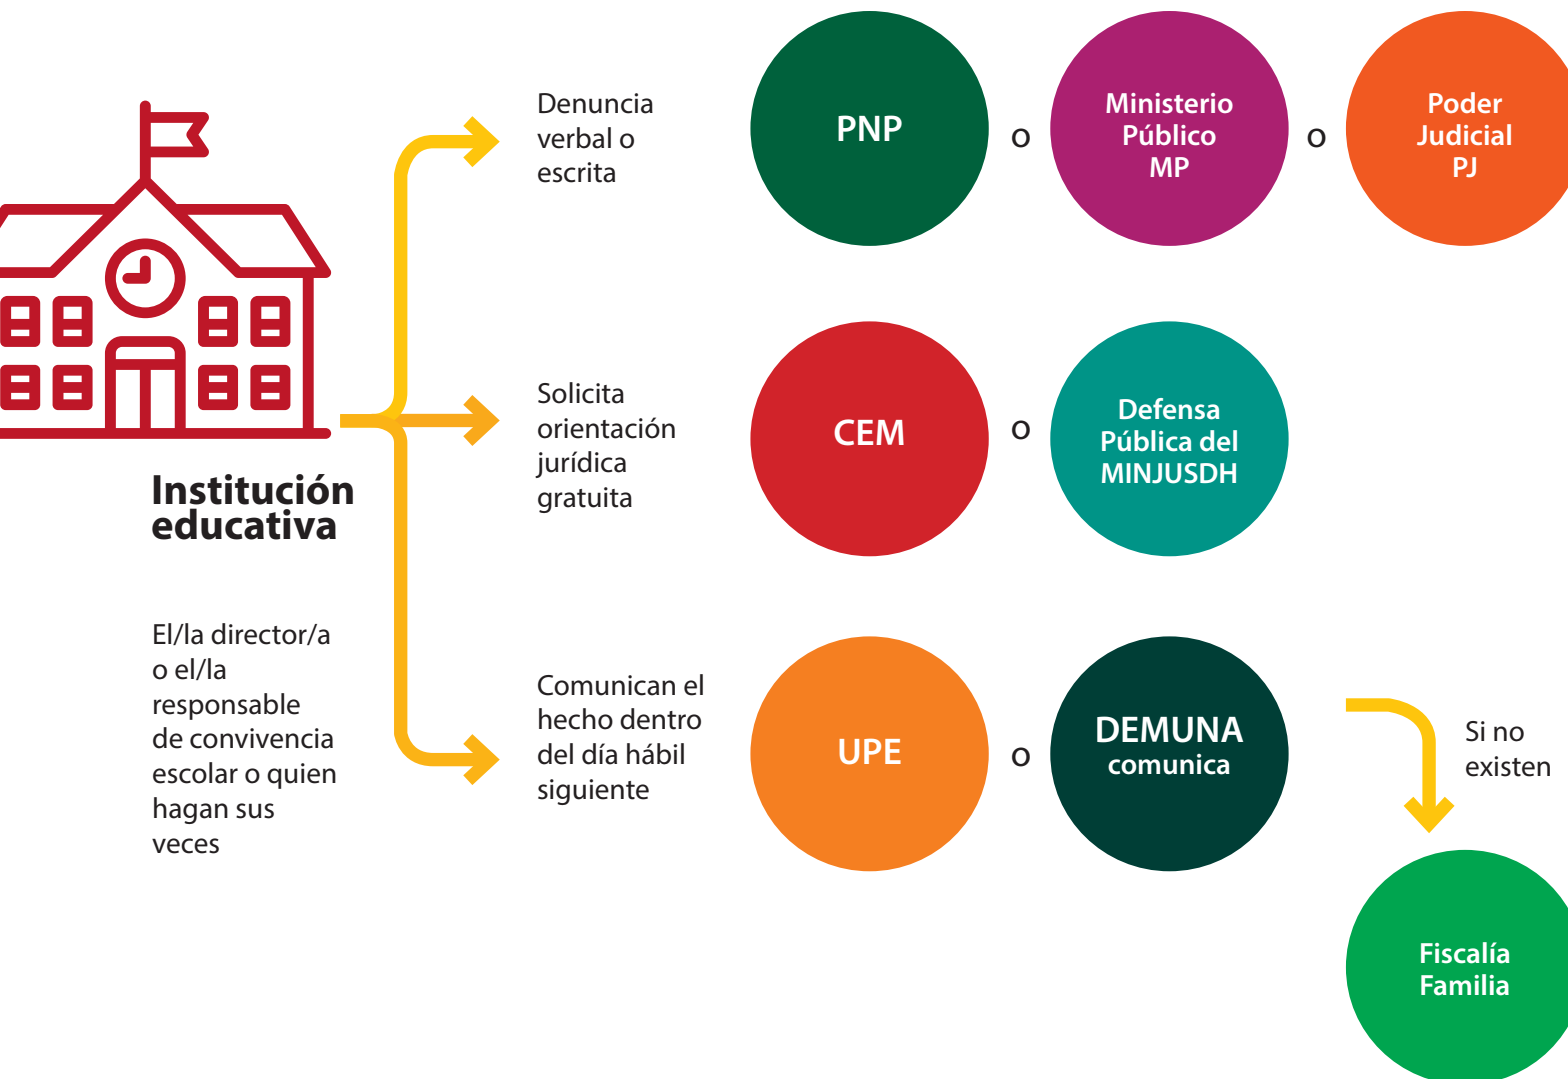 Denuncia
verbal o
escrita
PNP
o
Ministerio
Público
MP
o
Poder
Judicial
PJ
Solicita
orientación
jurídica
gratuita
CEM
o
Defensa
Pública del
MINJUSDH
Institución
educativa
El/la director/a
o el/la
responsable
de convivencia
escolar o quien
hagan sus
veces
Comunican el
hecho dentro
del día hábil
siguiente
UPE
o
DEMUNA
comunica
Si no
existen
Fiscalía
Familia